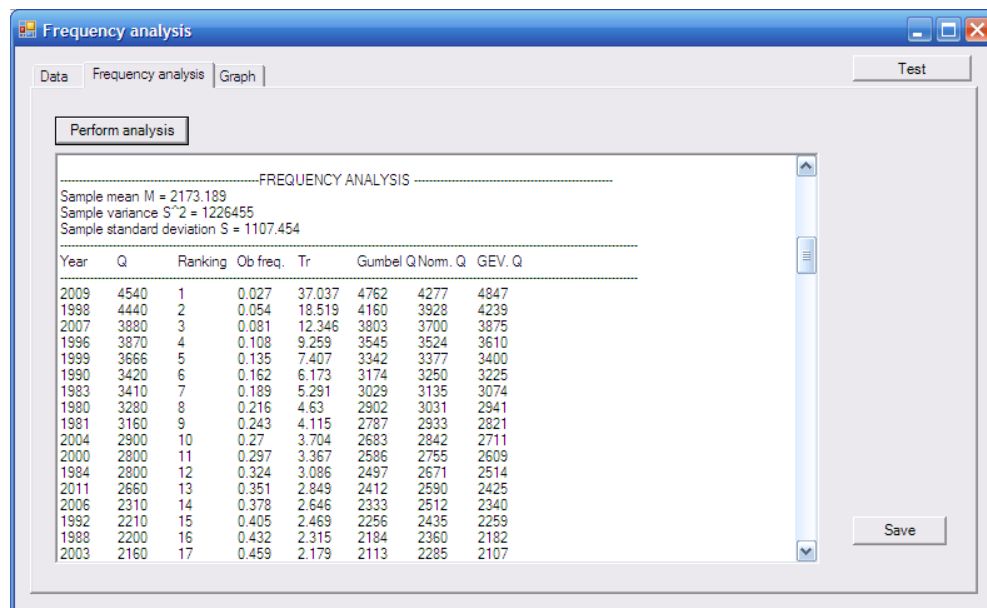 Frequency analysis
Data Frequency analysis Graph Test
Perform analysis
------------------------------------------------FREQUENCY ANALYSIS ------------------------------------------------
Sample mean M = 2173.189
Sample variance S^2 = 1226455
Sample standard deviation S = 1107.454
Year Q Ranking Ob freq. Tr Gumbel Q Norm. Q GEV. Q
2009 4540 1 0.027 37.037 4762 4277 4847
1998 4440 2 0.054 18.519 4160 3928 4239
2007 3880 3 0.081 12.346 3803 3700 3875
1996 3870 4 0.108 9.259 3545 3524 3610
1999 3666 5 0.135 7.407 3342 3377 3400
1990 3420 6 0.162 6.173 3174 3250 3225
1983 3410 7 0.189 5.291 3029 3135 3074
1980 3280 8 0.216 4.63 2902 3031 2941
1981 3160 9 0.243 4.115 2787 2933 2821
2004 2900 10 0.27 3.704 2683 2842 2711
2000 2800 11 0.297 3.367 2586 2755 2609
1984 2800 12 0.324 3.086 2497 2671 2514
2011 2660 13 0.351 2.849 2412 2590 2425
2006 2310 14 0.378 2.646 2333 2512 2340
1992 2210 15 0.405 2.469 2256 2435 2259
1988 2200 16 0.432 2.315 2184 2360 2182
2003 2160 17 0.459 2.179 2113 2285 2107
Save